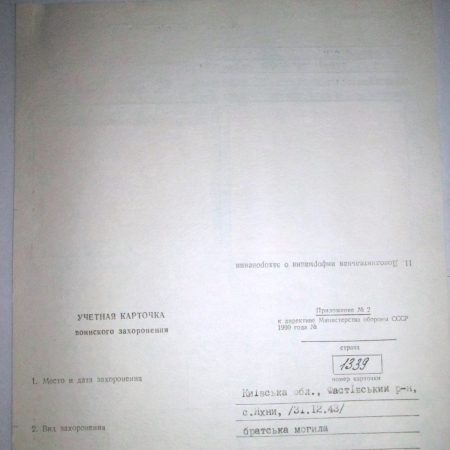 11. Дополнительная информация о захоронении
УЧЕТНАЯ КАРТОЧКА
воинского захоронения
Приложение № 2
к директиве Министерства обороны СССР
1990 года №
страна
1339
номер карточки
1. Место и дата захоронения
Київська обл., Фастівський р-н,
с.Яхни, /31.12.43/
2. Вид захоронения
братська могила